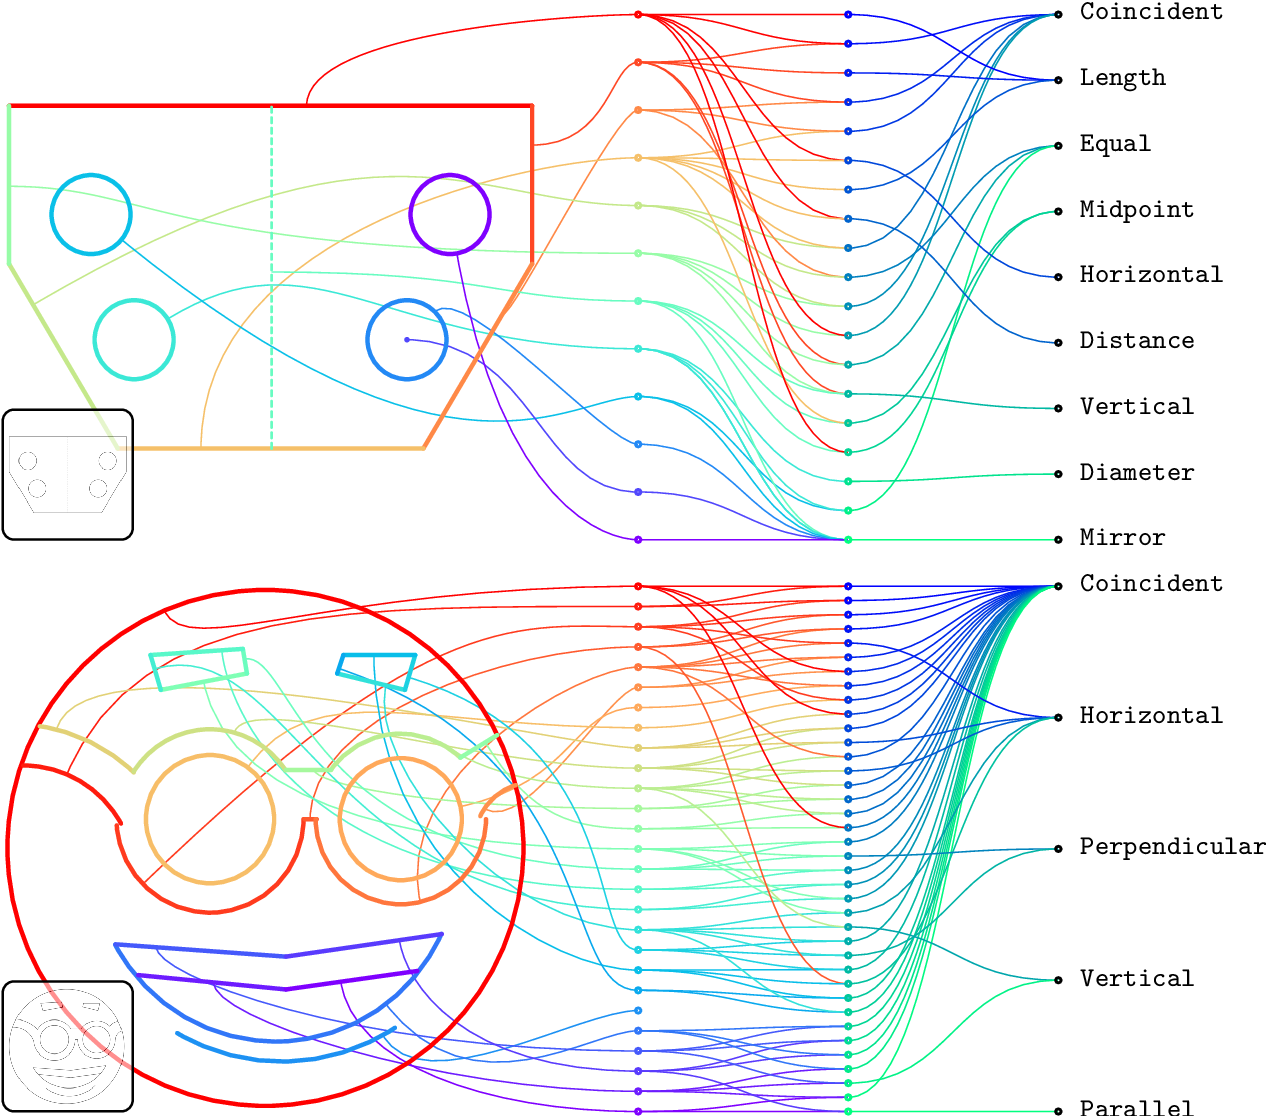 Coincident
Length
Equal
Midpoint
Horizontal
Distance
Vertical
Diameter
Mirror
Coincident
Horizontal
Perpendicular
Vertical
Parallel